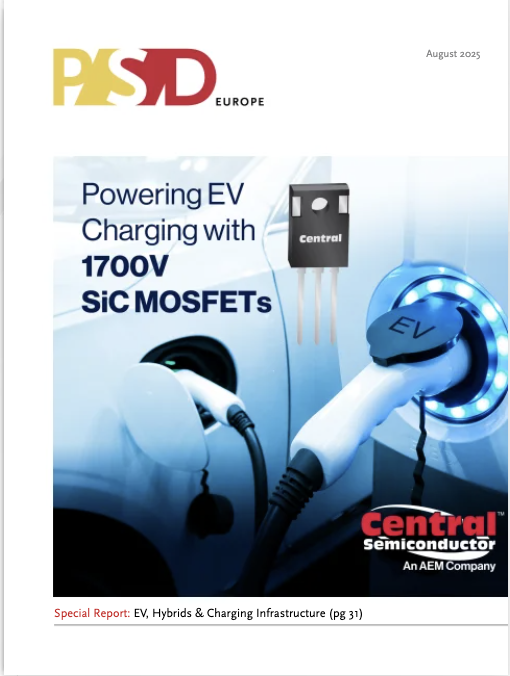 August 2025
PSD
EUROPE
Powering EV
Charging with
1700V
SiC MOSFETs
Central
EV
Central™
Semiconductor
An AEM Company
Special Report: EV, Hybrids & Charging Infrastructure (pg 31)